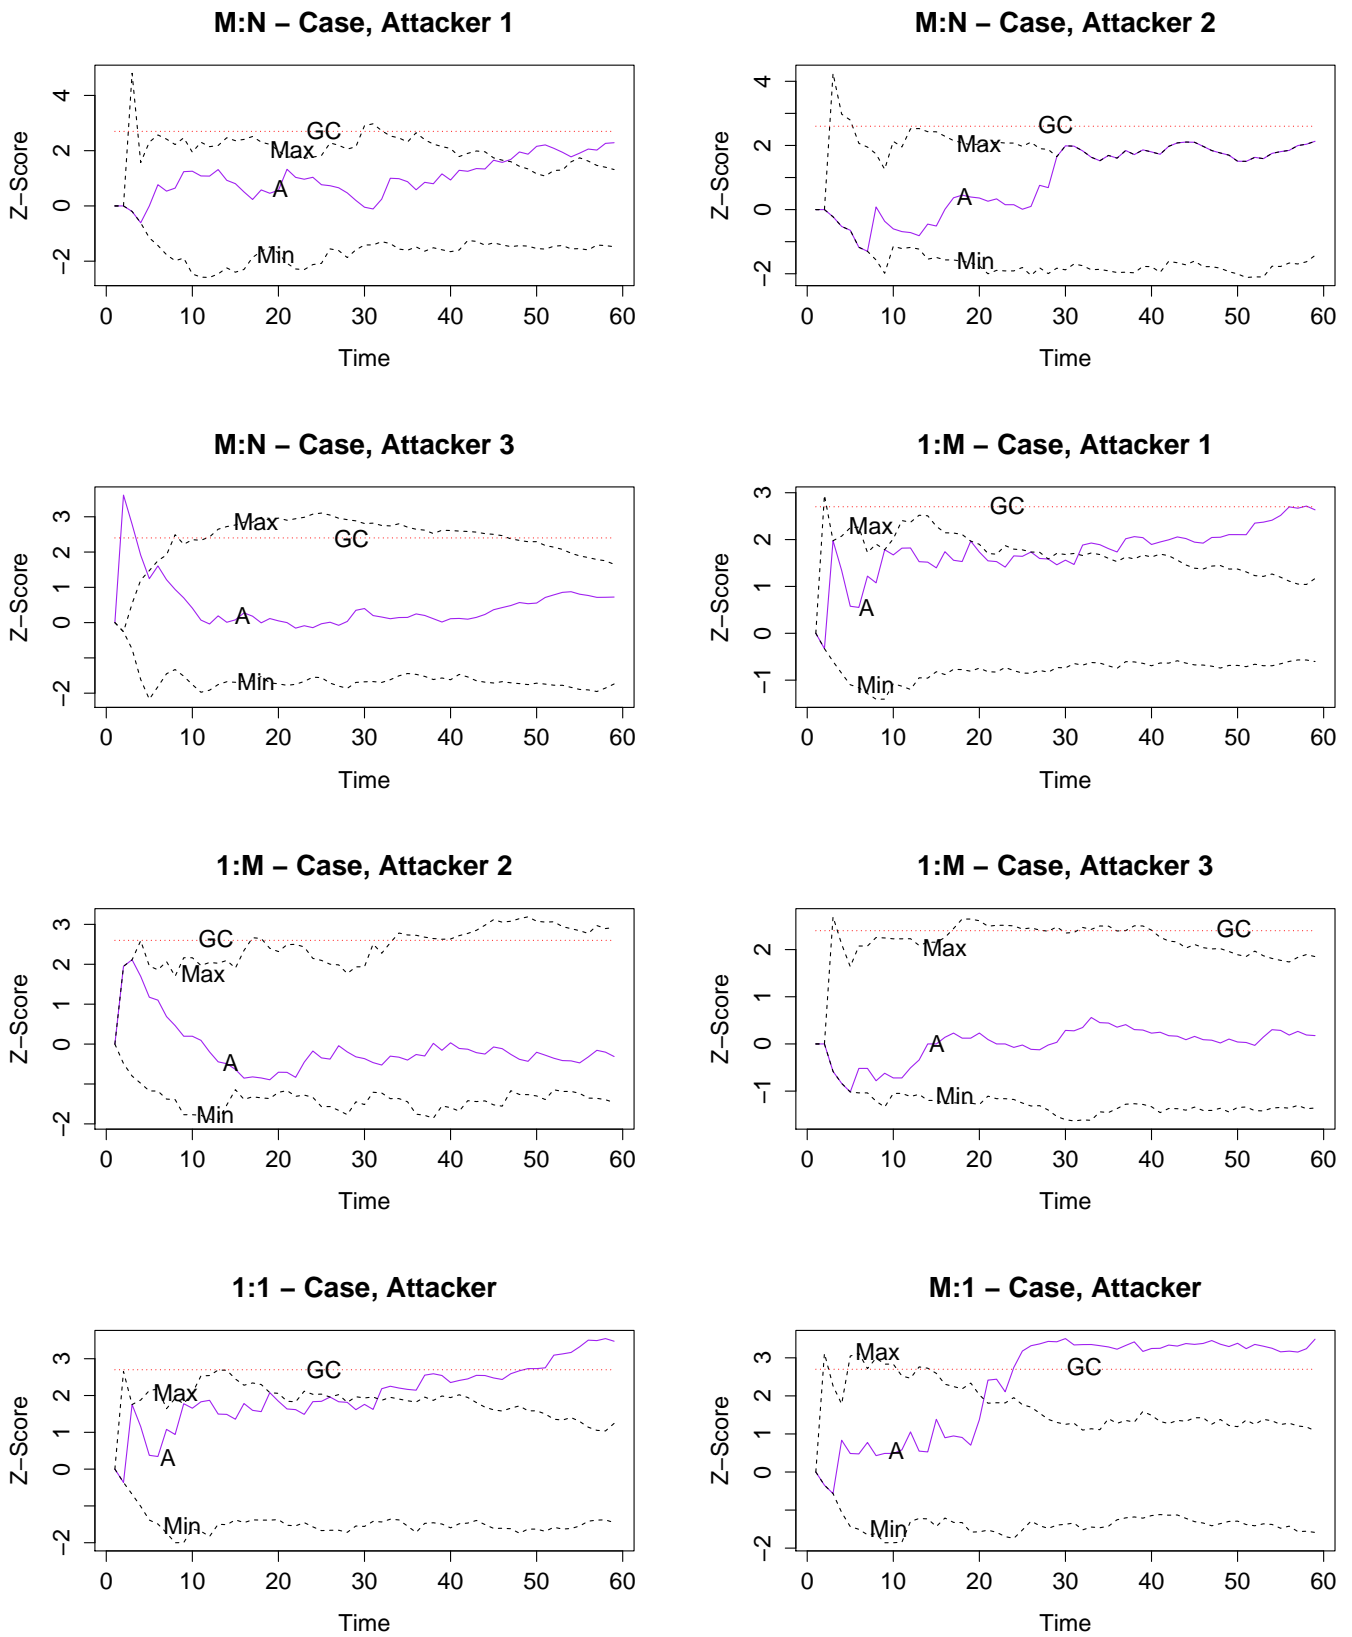 M:N – Case, Attacker 1
Z–Score
4
2
0
–2
GC
Max
A
Min
0 10 20 30 40 50 60
Time
M:N – Case, Attacker 2
Z–Score
4
2
0
–2
GC
Max
A
Min
0 10 20 30 40 50 60
Time
M:N – Case, Attacker 3
Z–Score
3
2
1
0
–2
Max
GC
A
Min
0 10 20 30 40 50 60
Time
1:M – Case, Attacker 1
Z–Score
3
2
1
0
–1
GC
Max
A
Min
0 10 20 30 40 50 60
Time
1:M – Case, Attacker 2
Z–Score
3
2
1
0
–2
GC
Max
A
Min
0 10 20 30 40 50 60
Time
1:M – Case, Attacker 3
Z–Score
2
1
0
–1
GC
Max
A
Min
0 10 20 30 40 50 60
Time
1:1 – Case, Attacker
Z–Score
3
2
1
0
–2
GC
Max
A
Min
0 10 20 30 40 50 60
Time
M:1 – Case, Attacker
Z–Score
3
2
1
0
–2
Max
GC
A
Min
0 10 20 30 40 50 60
Time